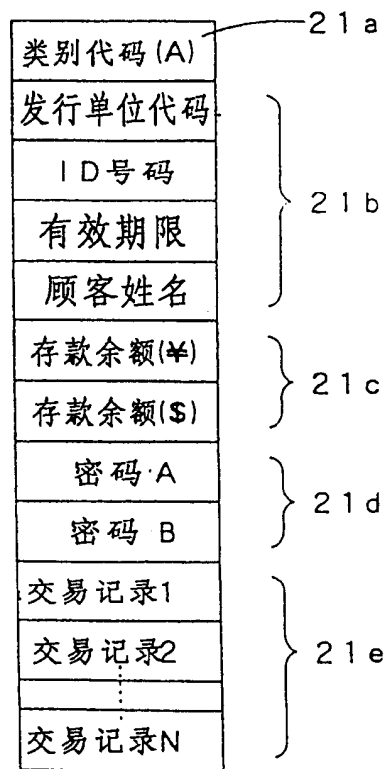 类别代码(A)
21a
发行单位代码
ID号码
有效期限
顾客姓名
21b
存款余额(¥)
存款余额($)
21c
密码A
密码B
21d
交易记录1
交易记录2
交易记录N
21e